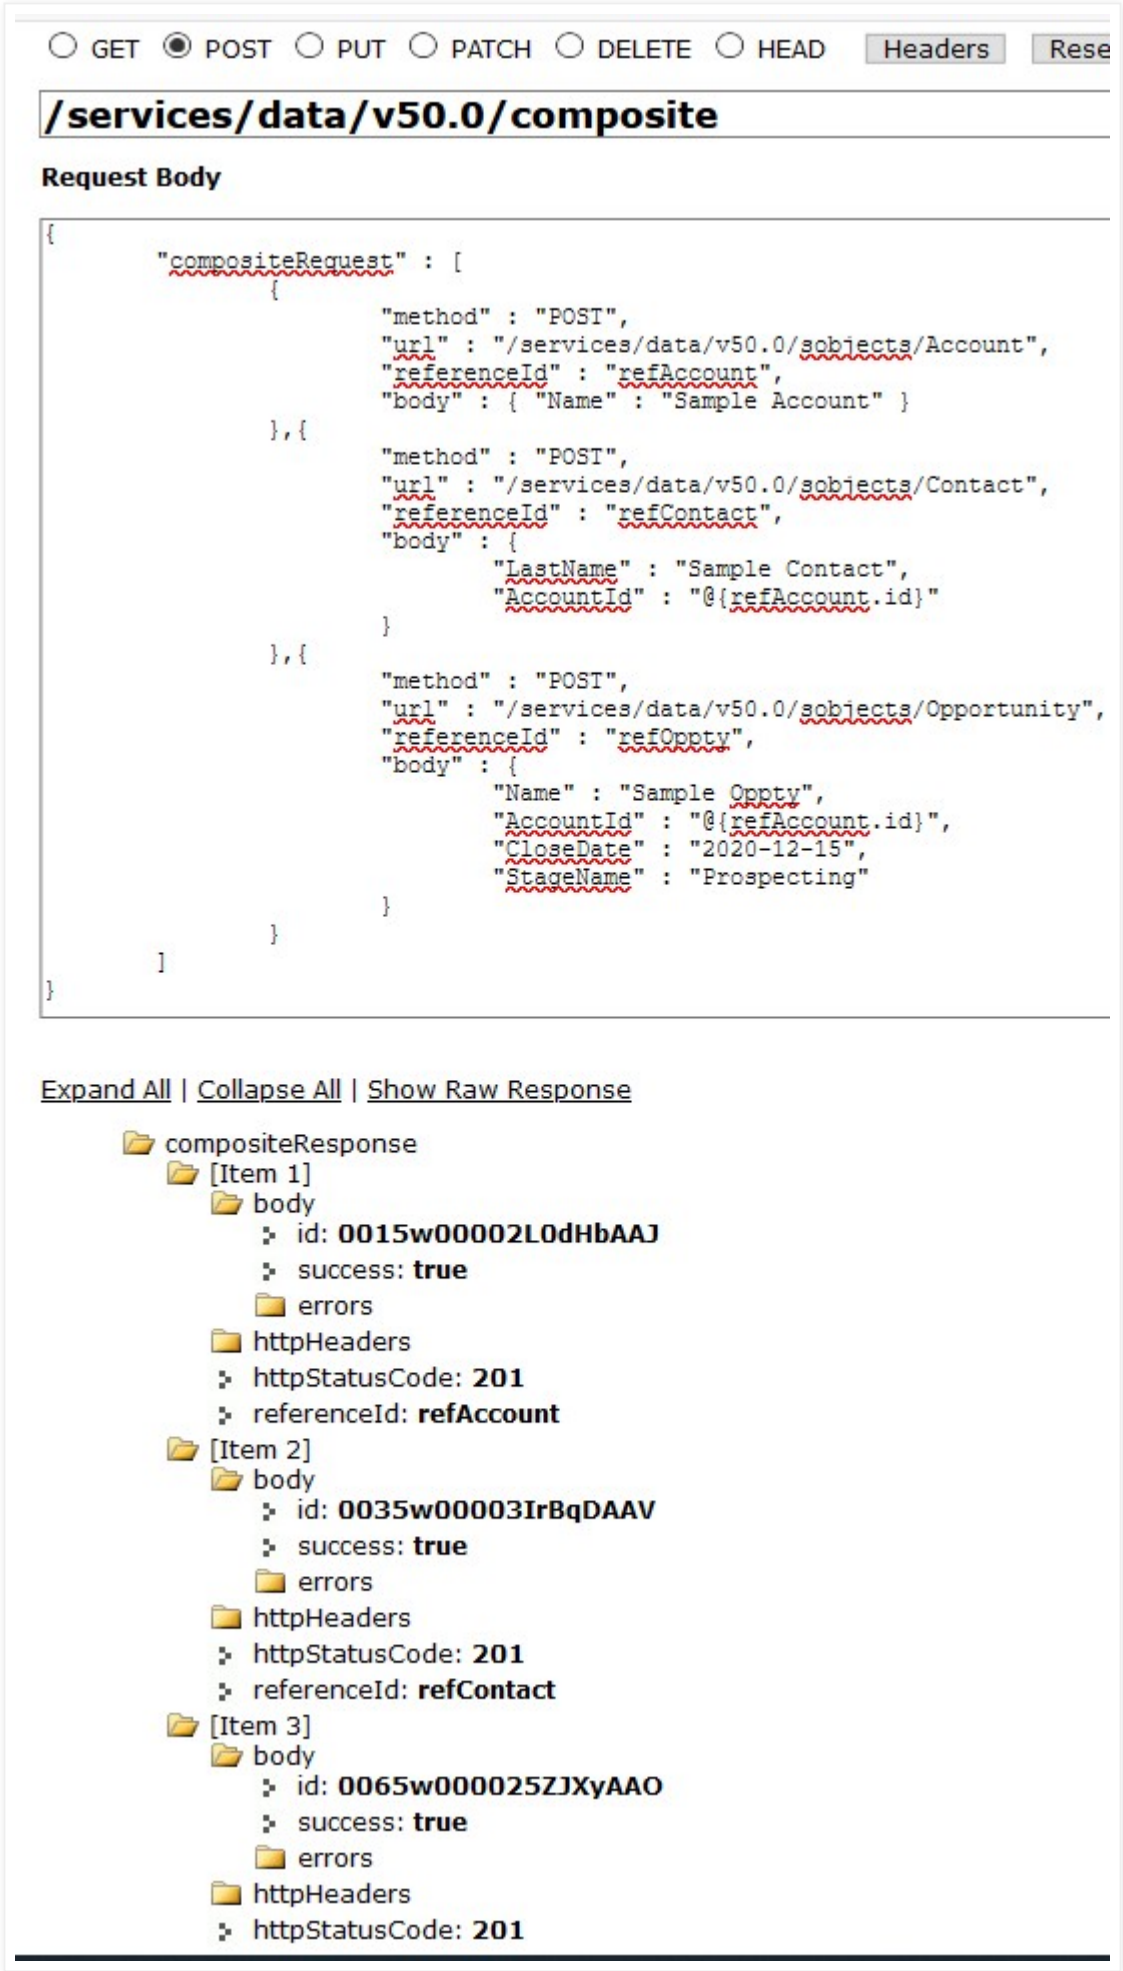 GET POST PUT PATCH DELETE HEAD Headers Rese
/services/data/v50.0/composite
Request Body
{
"compositeRequest" : [
{
"method" : "POST",
"url" : "/services/data/v50.0/sobjects/Account",
"referenceId" : "refAccount",
"body" : { "Name" : "Sample Account" }
},{
"method" : "POST",
"url" : "/services/data/v50.0/sobjects/Contact",
"referenceId" : "refContact",
"body" : {
"LastName" : "Sample Contact",
"AccountId" : "@{refAccount.id}"
}
},{
"method" : "POST",
"url" : "/services/data/v50.0/sobjects/Opportunity",
"referenceId" : "refOppty",
"body" : {
"Name" : "Sample Oppty",
"AccountId" : "@{refAccount.id}",
"CloseDate" : "2020-12-15",
"StageName" : "Prospecting"
}
}
]
}
Expand All | Collapse All | Show Raw Response
compositeResponse
[Item 1]
body
id: 0015w00002L0dHbAAJ
success: true
errors
httpHeaders
httpStatusCode: 201
referenceId: refAccount
[Item 2]
body
id: 0035w00003IrBqDAAV
success: true
errors
httpHeaders
httpStatusCode: 201
referenceId: refContact
[Item 3]
body
id: 0065w000025ZJXyAAO
success: true
errors
httpHeaders
httpStatusCode: 201